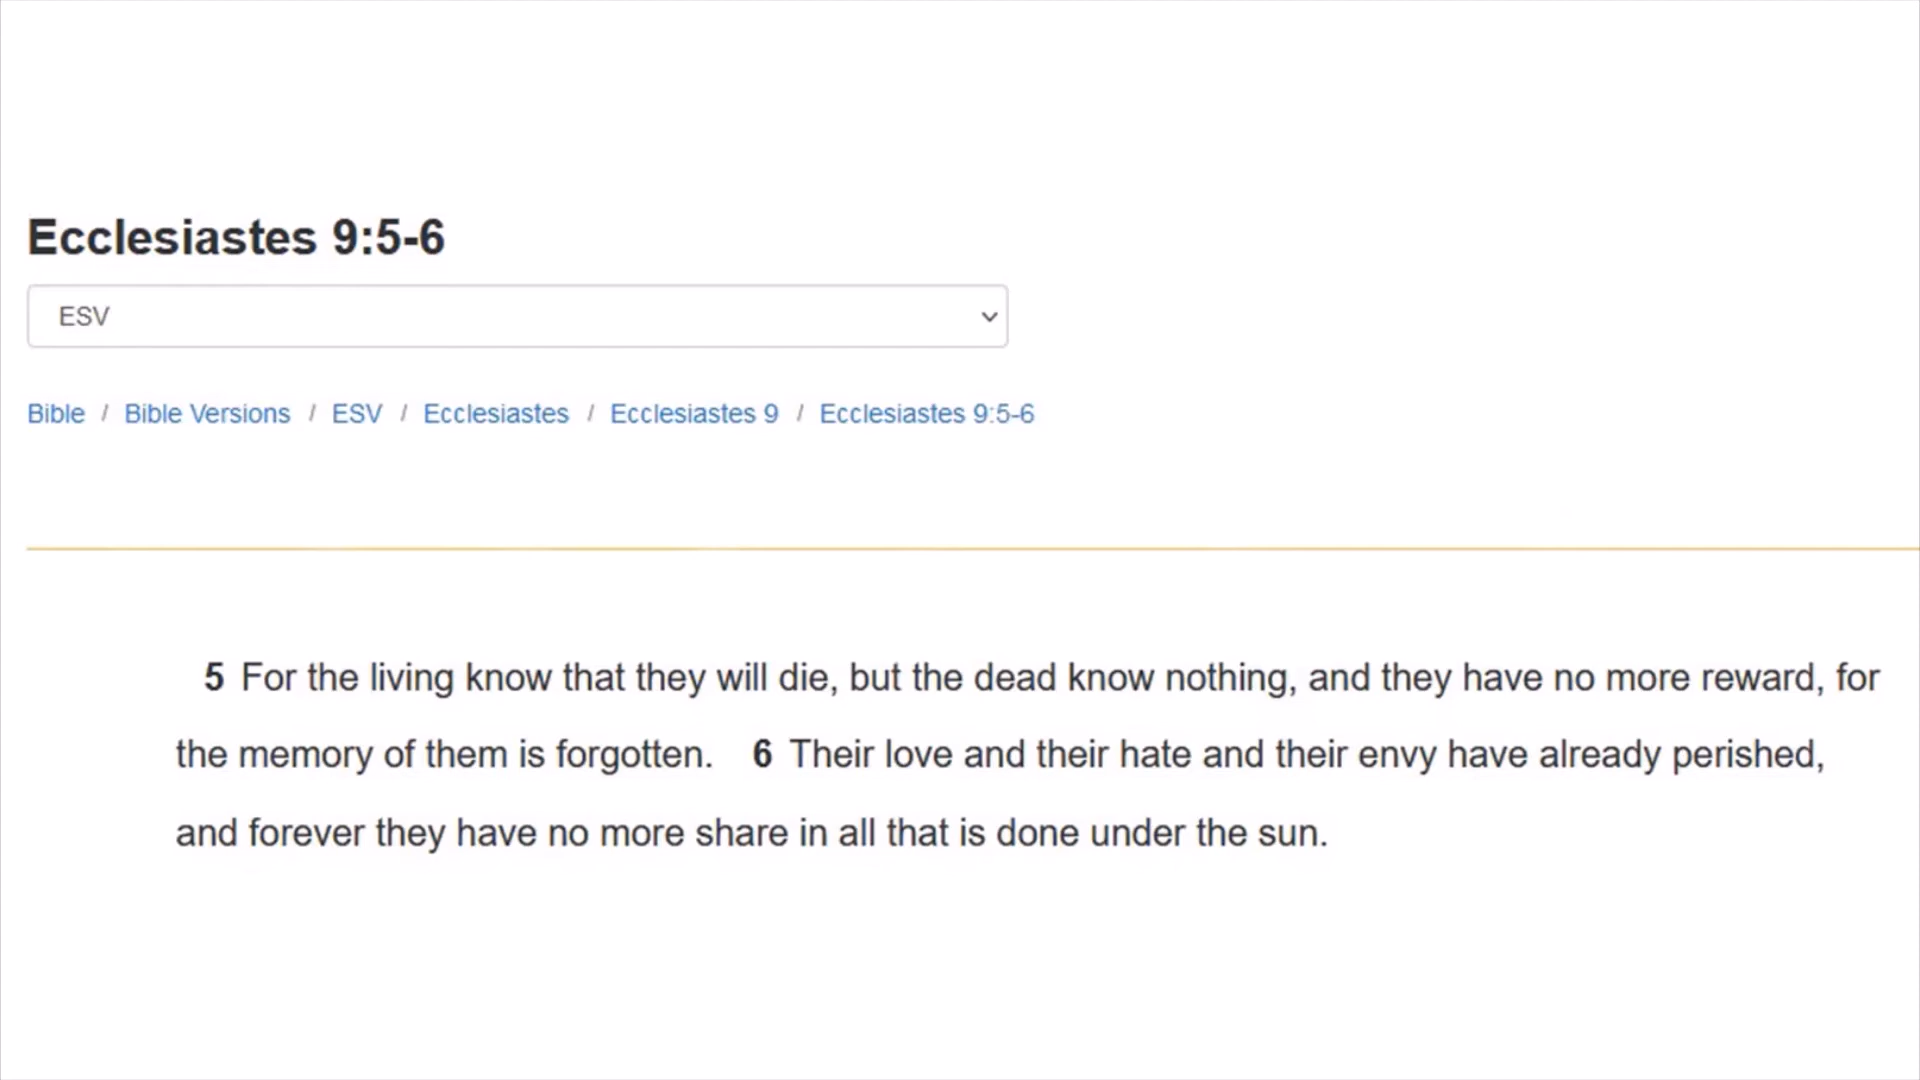 Ecclesiastes 9:5-6
ESV
Bible / Bible Versions / ESV / Ecclesiastes / Ecclesiastes 9 / Ecclesiastes 9:5-6
5 For the living know that they will die, but the dead know nothing, and they have no more reward, for
the memory of them is forgotten. 6 Their love and their hate and their envy have already perished,
and forever they have no more share in all that is done under the sun.